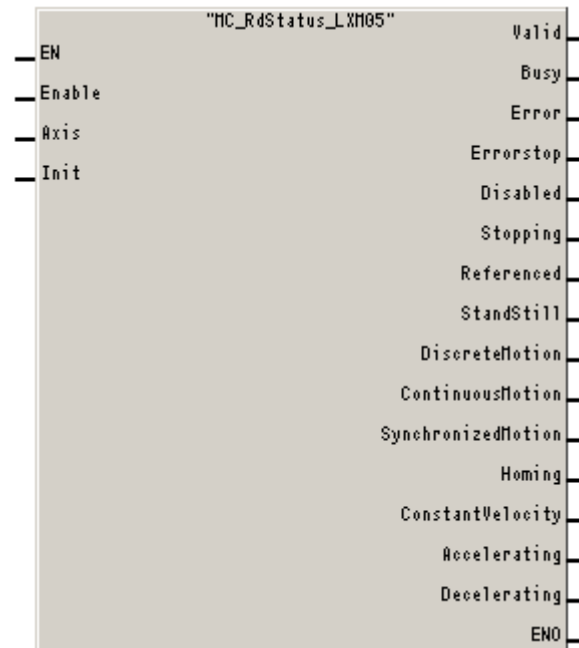 "MC_RdStatus_LXM05"
Valid
EN
Busy
Enable
Error
Axis
Errorstop
Init
Disabled
Stopping
Referenced
StandStill
DiscreteMotion
ContinuousMotion
SynchronizedMotion
Homing
ConstantVelocity
Accelerating
Decelerating
ENO